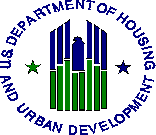 U.S. DEPARTMENT OF HOUSING
AND URBAN DEVELOPMENT